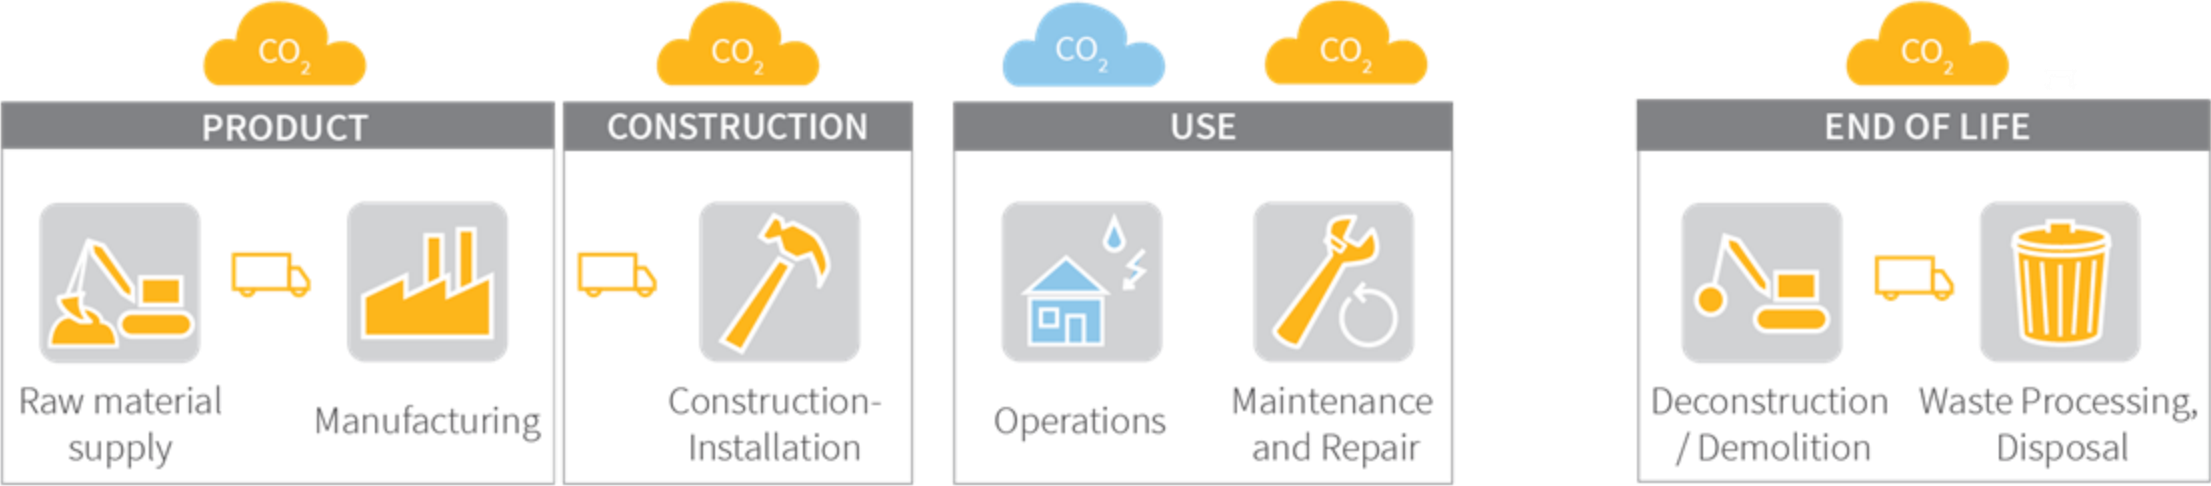 CO2
CO2
CO2
CO2
CO2
PRODUCT
CONSTRUCTION
USE
END OF LIFE
Raw material
supply
Manufacturing
Construction-
Installation
Operations
Maintenance
and Repair
Deconstruction
/ Demolition
Waste Processing,
Disposal